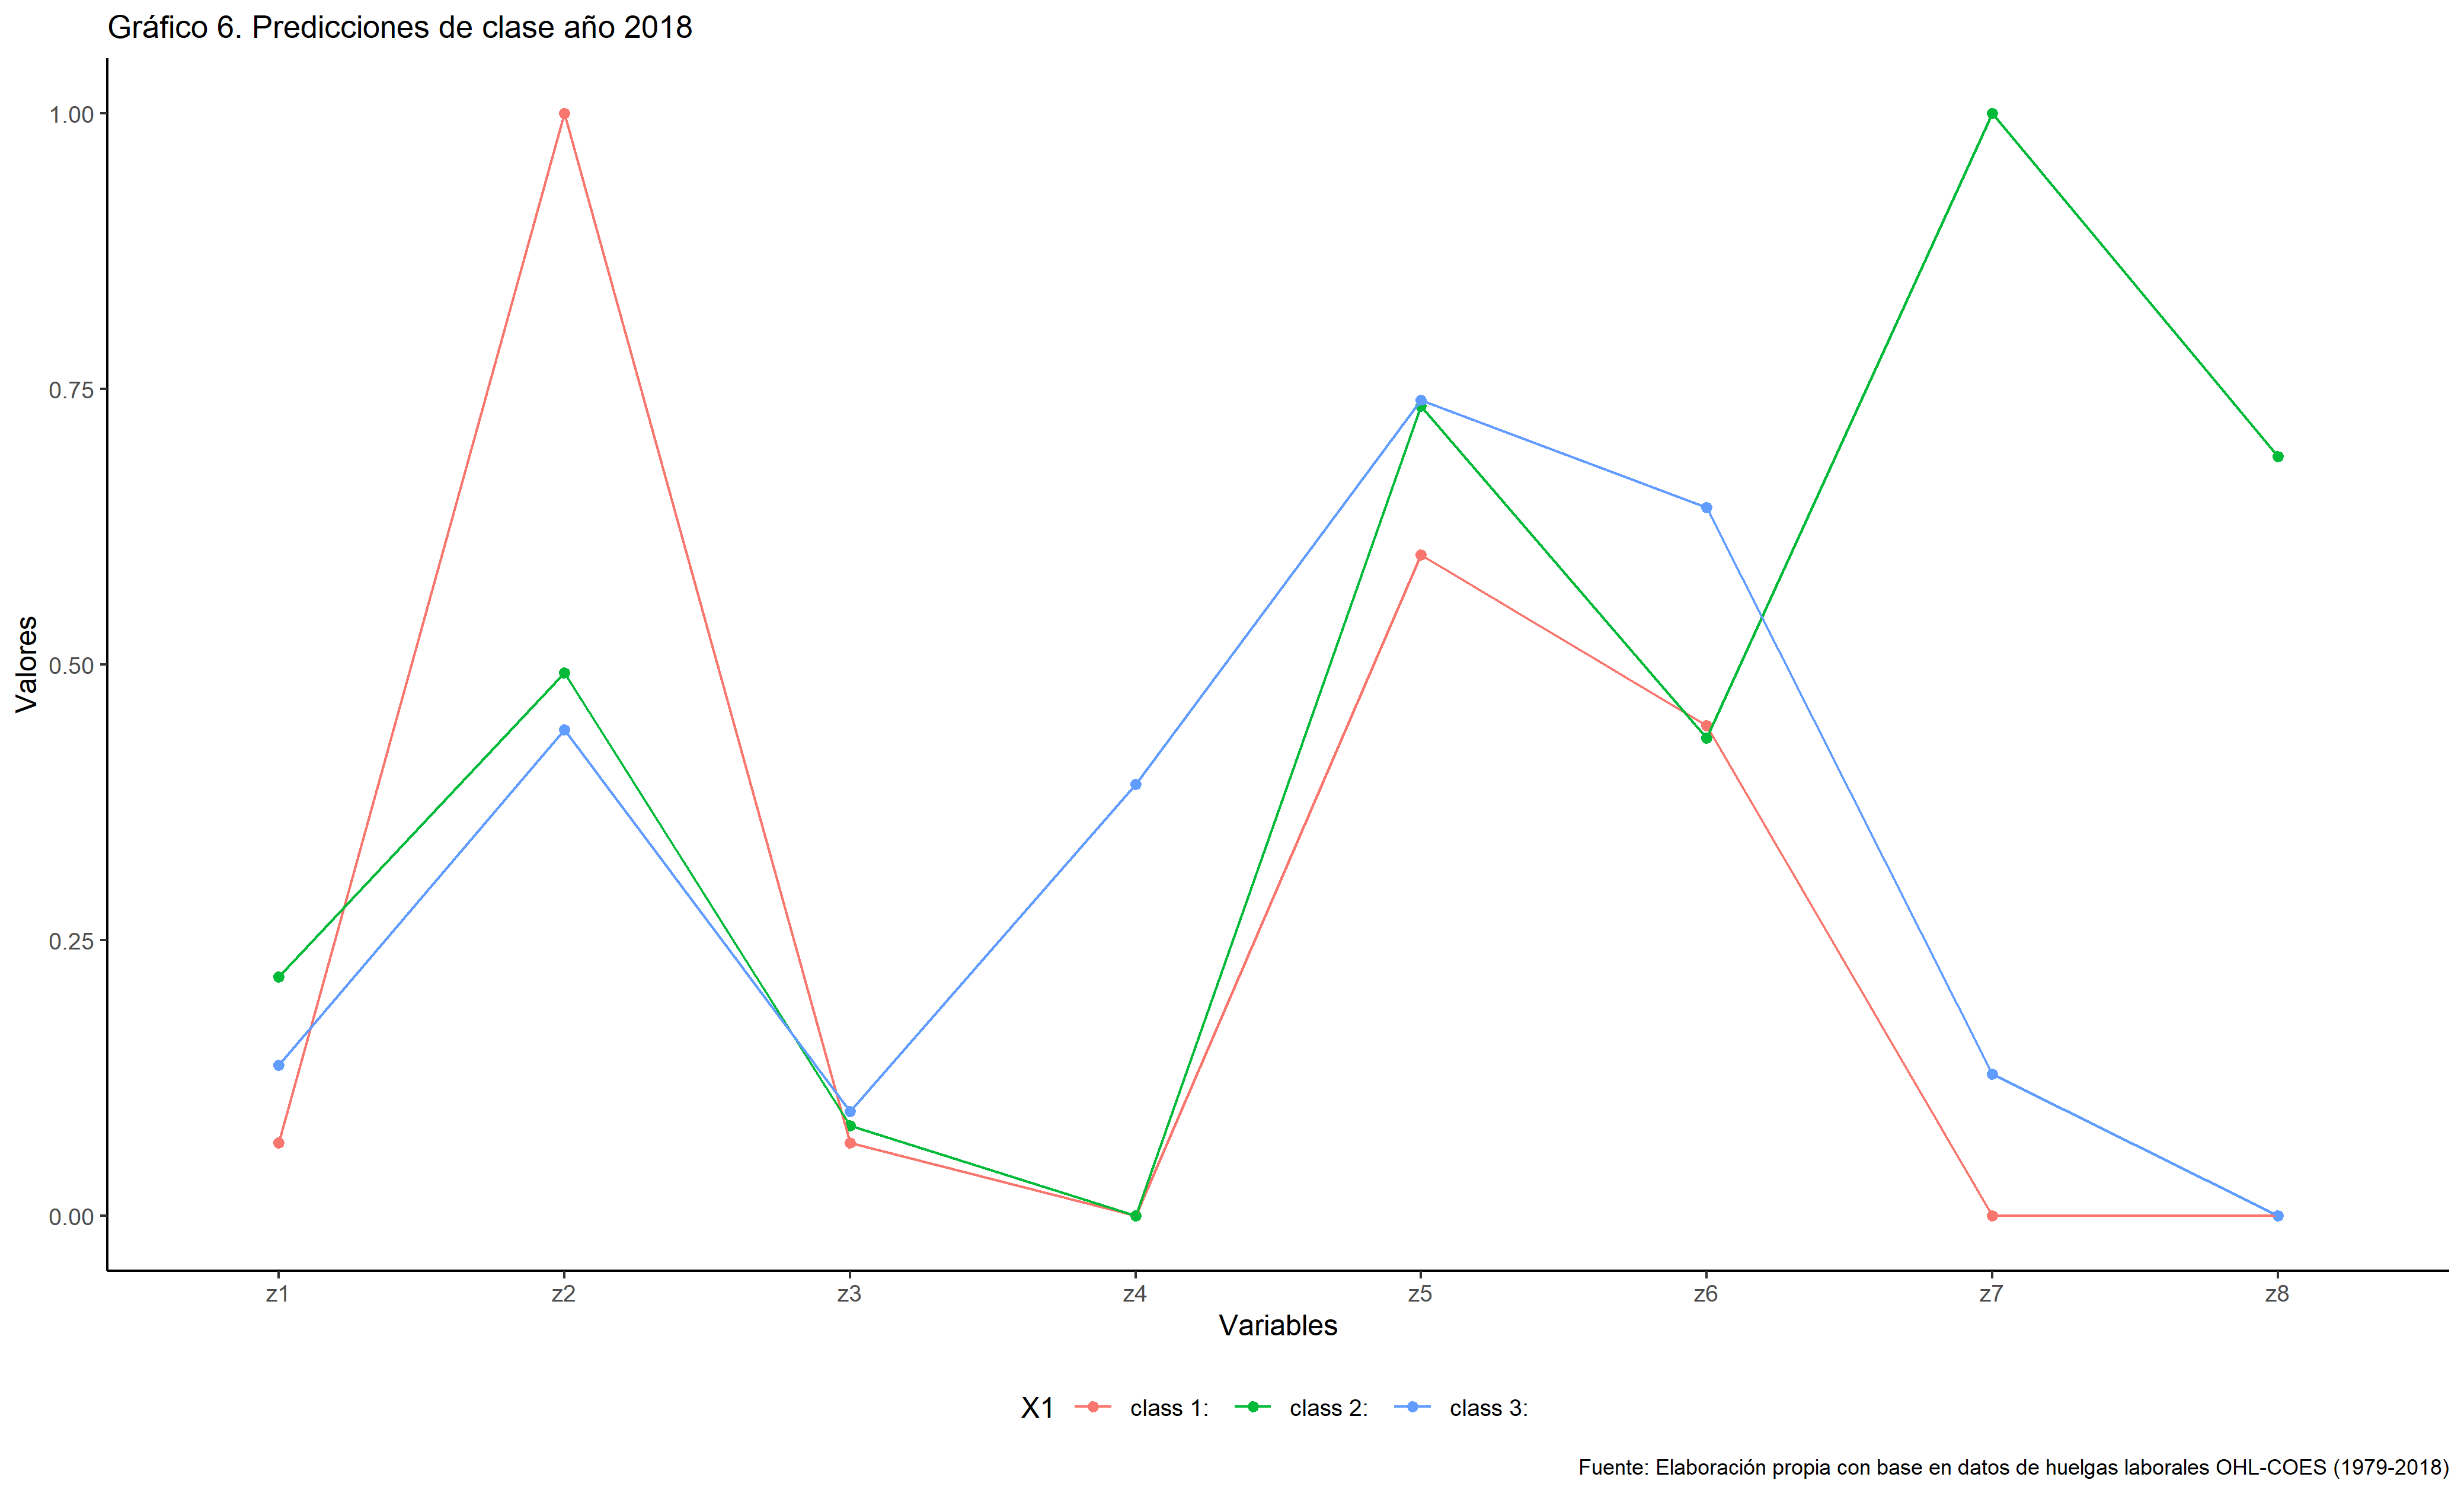 Gráfico 6. Predicciones de clase año 2018
Valores
1.00
0.75
0.50
0.25
0.00
z1 z2 z3 z4 z5 z6 z7 z8
Variables
X1 class 1: class 2: class 3:
Fuente: Elaboración propia con base en datos de huelgas laborales OHL-COES (1979-2018)